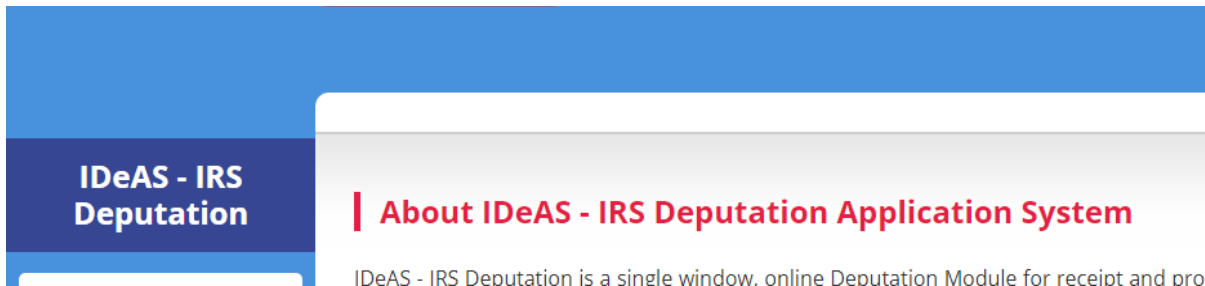 IDeAS - IRS
Deputation
About IDeAS - IRS Deputation Application System
IDeAS - IRS Deputation is a single window, online Deputation Module for receipt and pro